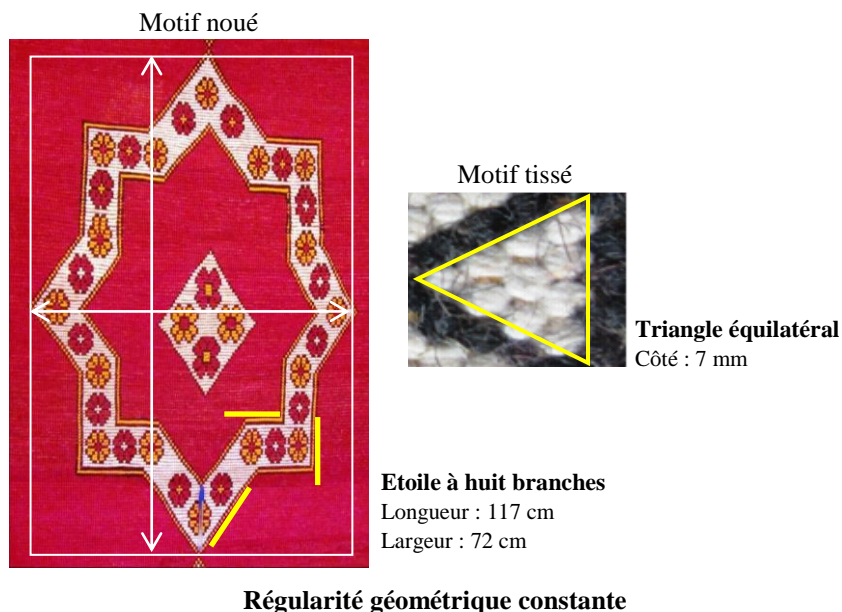 Motif noué
Motif tissé
Triangle équilatéral
Côté : 7 mm
Etoile à huit branches
Longueur : 117 cm
Largeur : 72 cm
Régularité géométrique constante